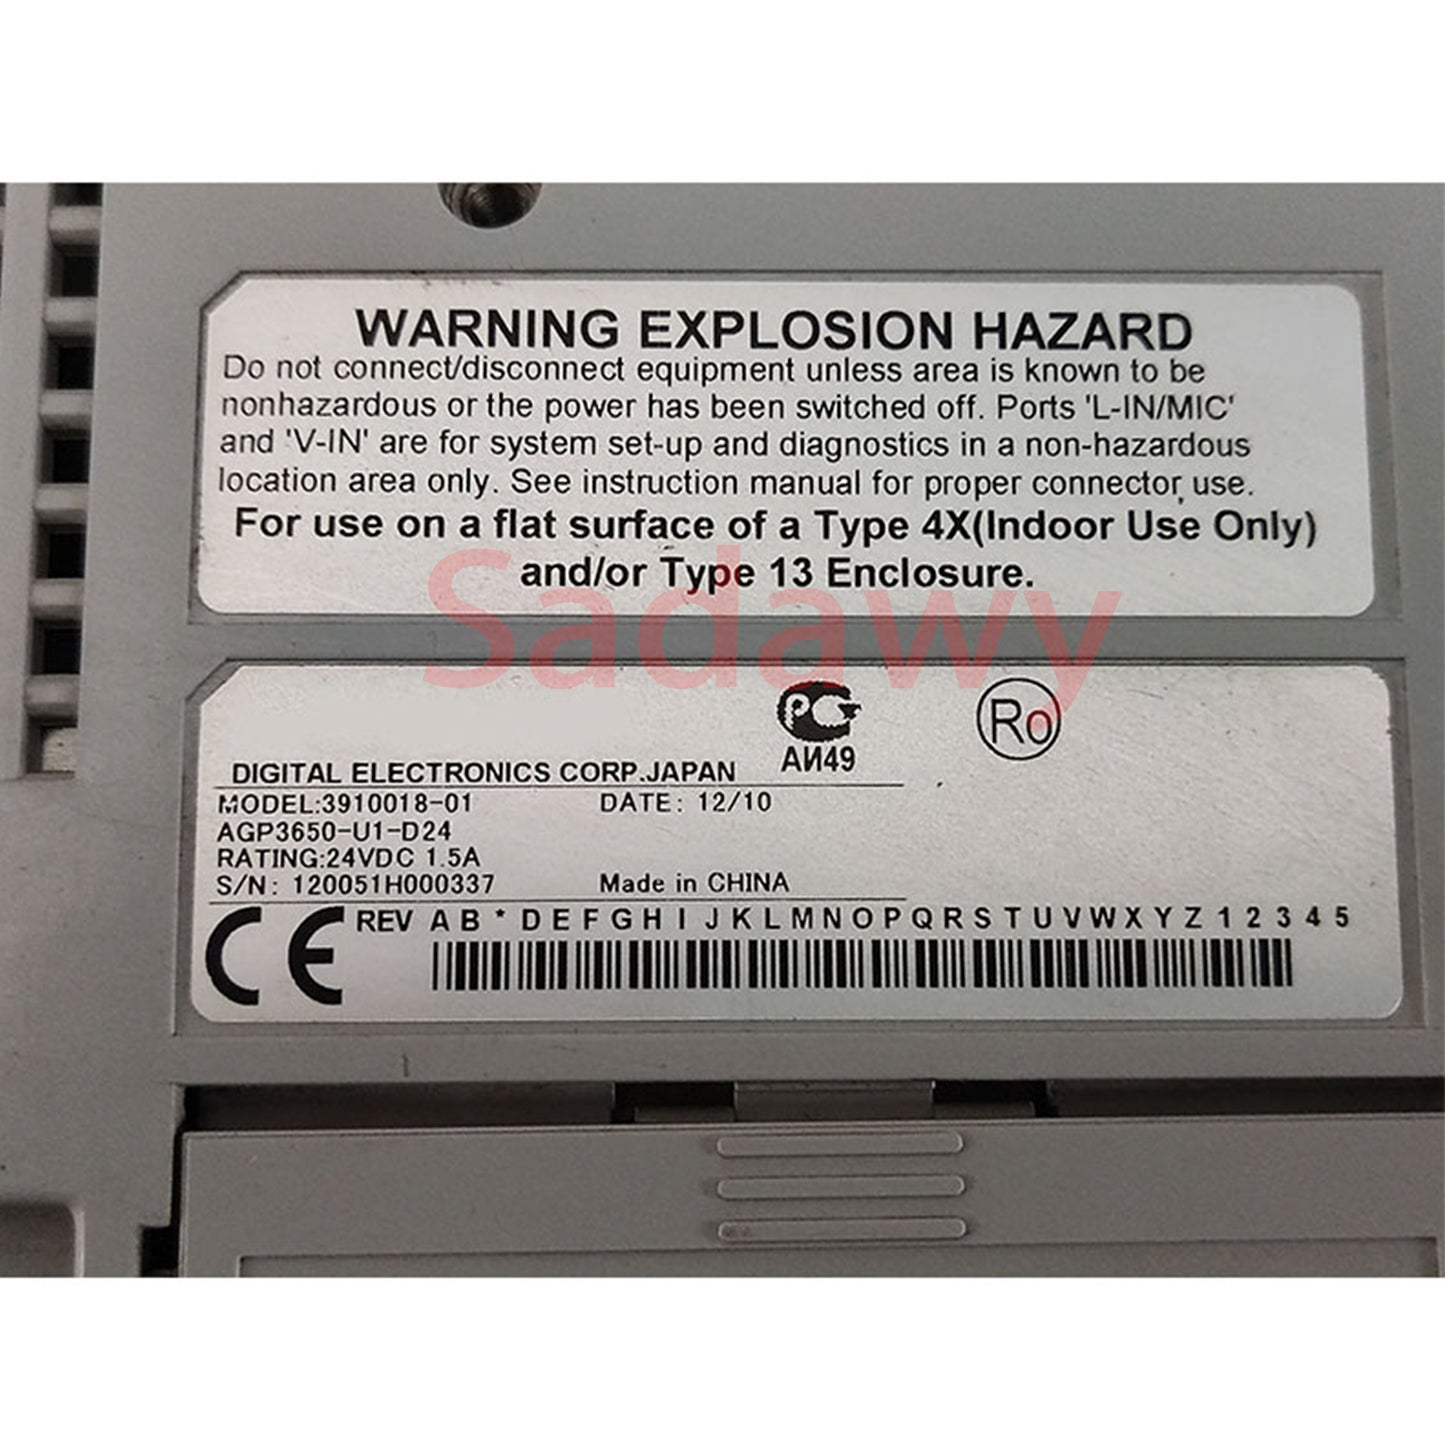 WARNING EXPLOSION HAZARD
Do not connect/disconnect equipment unless area is known to be
nonhazardous or the power has been switched off. Ports 'L-IN/MIC'
and 'V-IN' are for system set-up and diagnostics in a non-hazardous
location area only. See instruction manual for proper connector use.
For use on a flat surface of a Type 4X(Indoor Use Only)
and/or Type 13 Enclosure.
Sadawy
PG
Ro
АИ49
DIGITAL ELECTRONICS CORP.JAPAN
MODEL:3910018-01 DATE: 12/10
AGP3650-U1-D24
RATING:24VDC 1.5A
S/N: 120051H000337 Made in CHINA
CE REV A B * D E F G H I J K L M N O P Q R S T U V W X Y Z 1 2 3 4 5